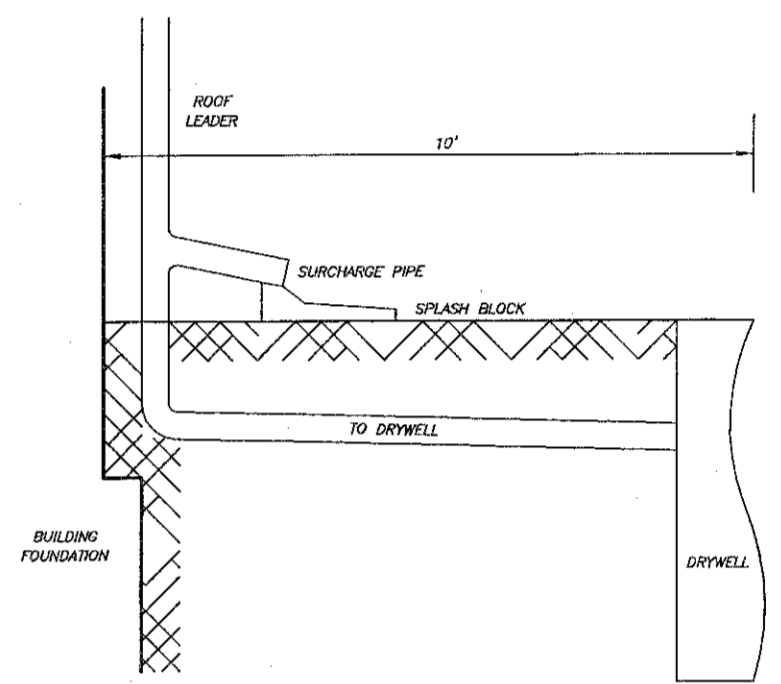 ROOF
LEADER
10'
SURCHARGE PIPE
SPLASH BLOCK
TO DRYWELL
BUILDING
FOUNDATION
DRYWELL